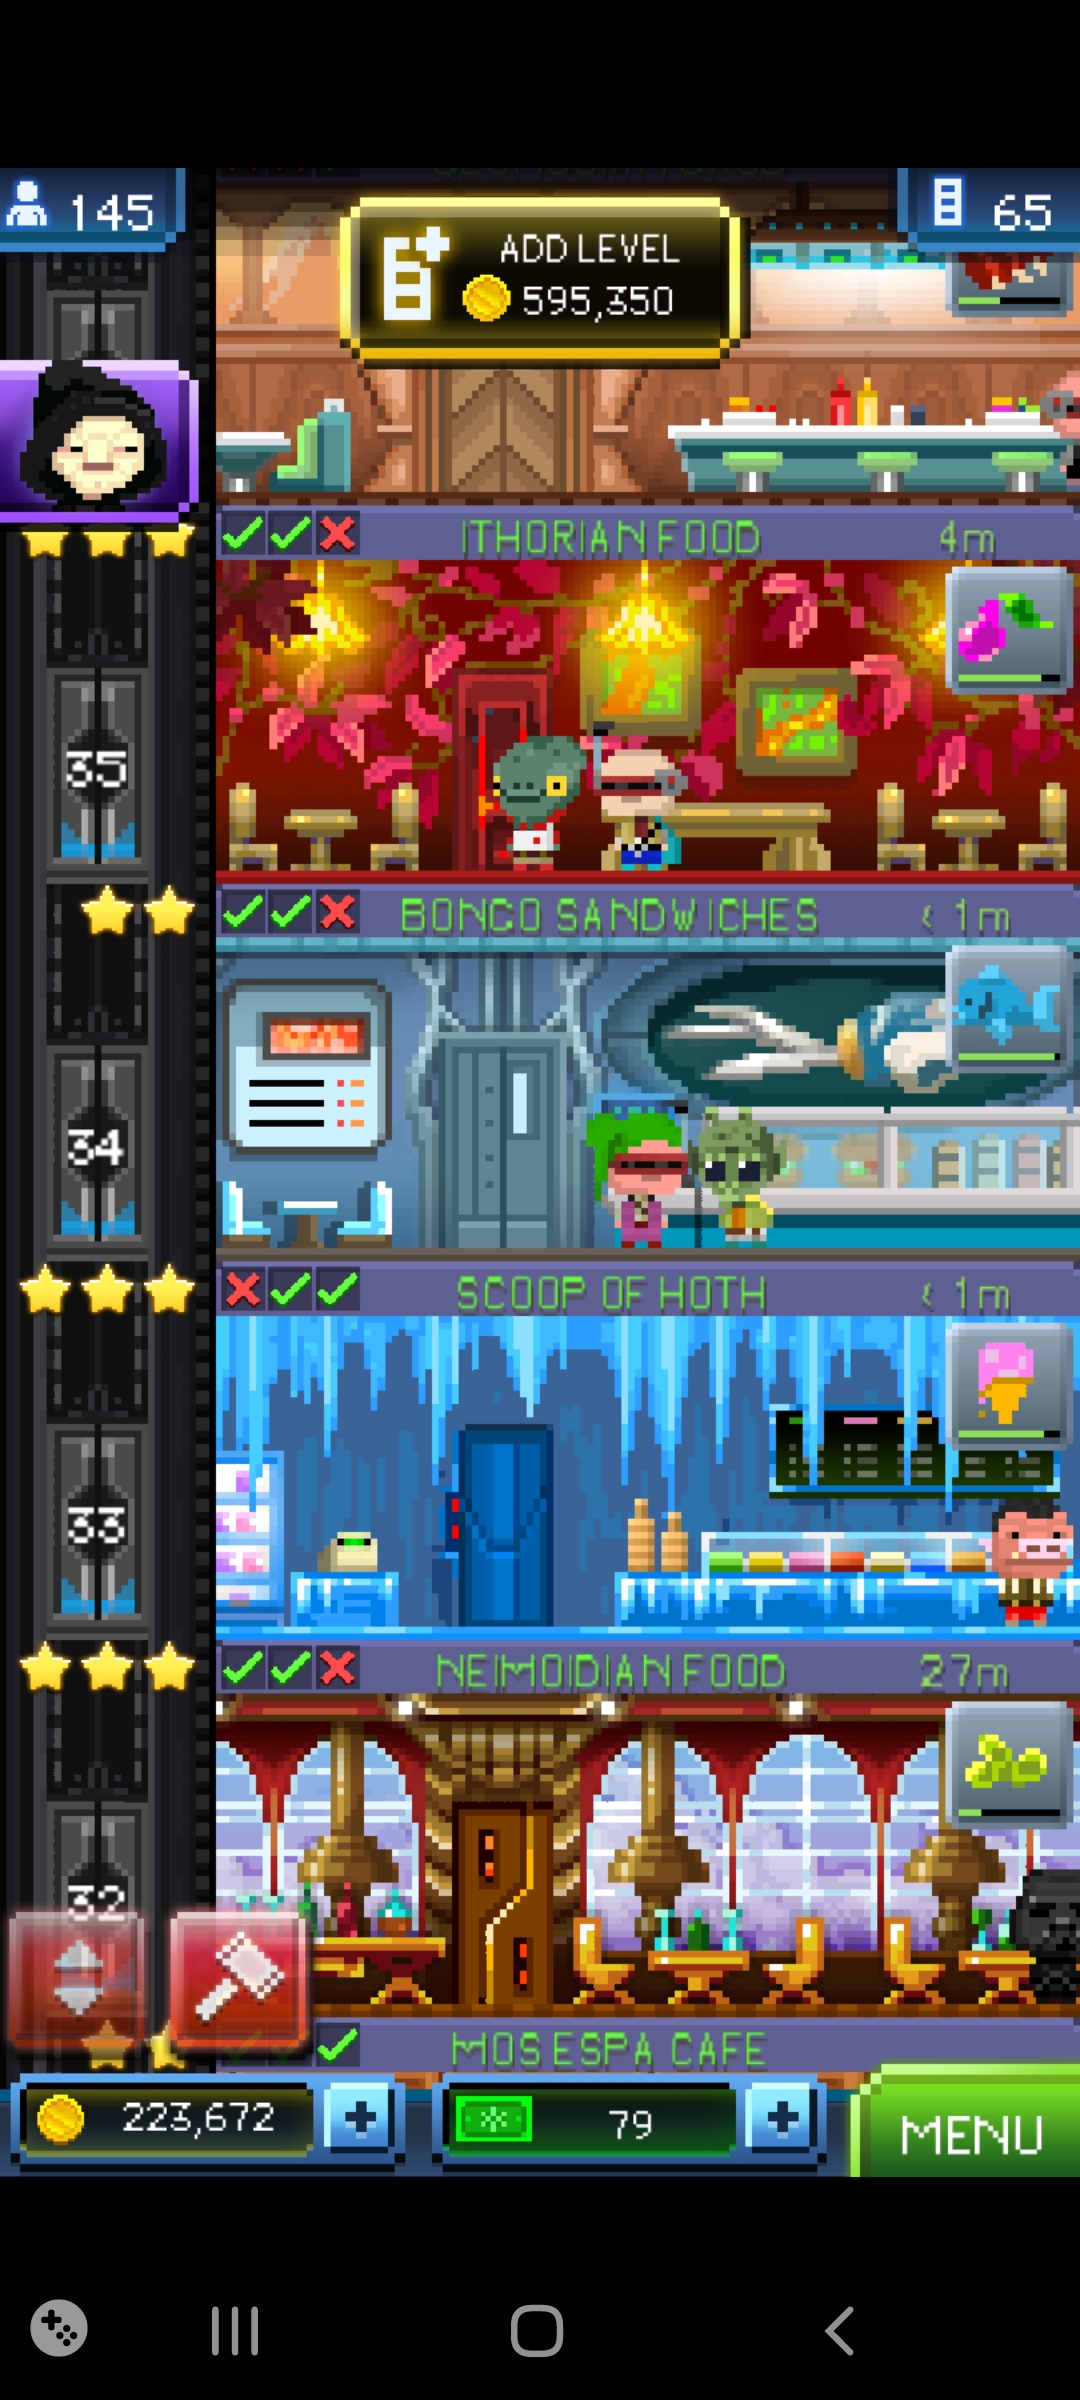 145
65
ADD LEVEL
595,350
ITHORIAN FOOD
4m
35
BONGO SANDWICHES
< 1m
34
SCOOP OF HOTH
< 1m
33
NEIMOIDIAN FOOD
27m
32
MOS ESPA CAFE
223,672
79
MENU